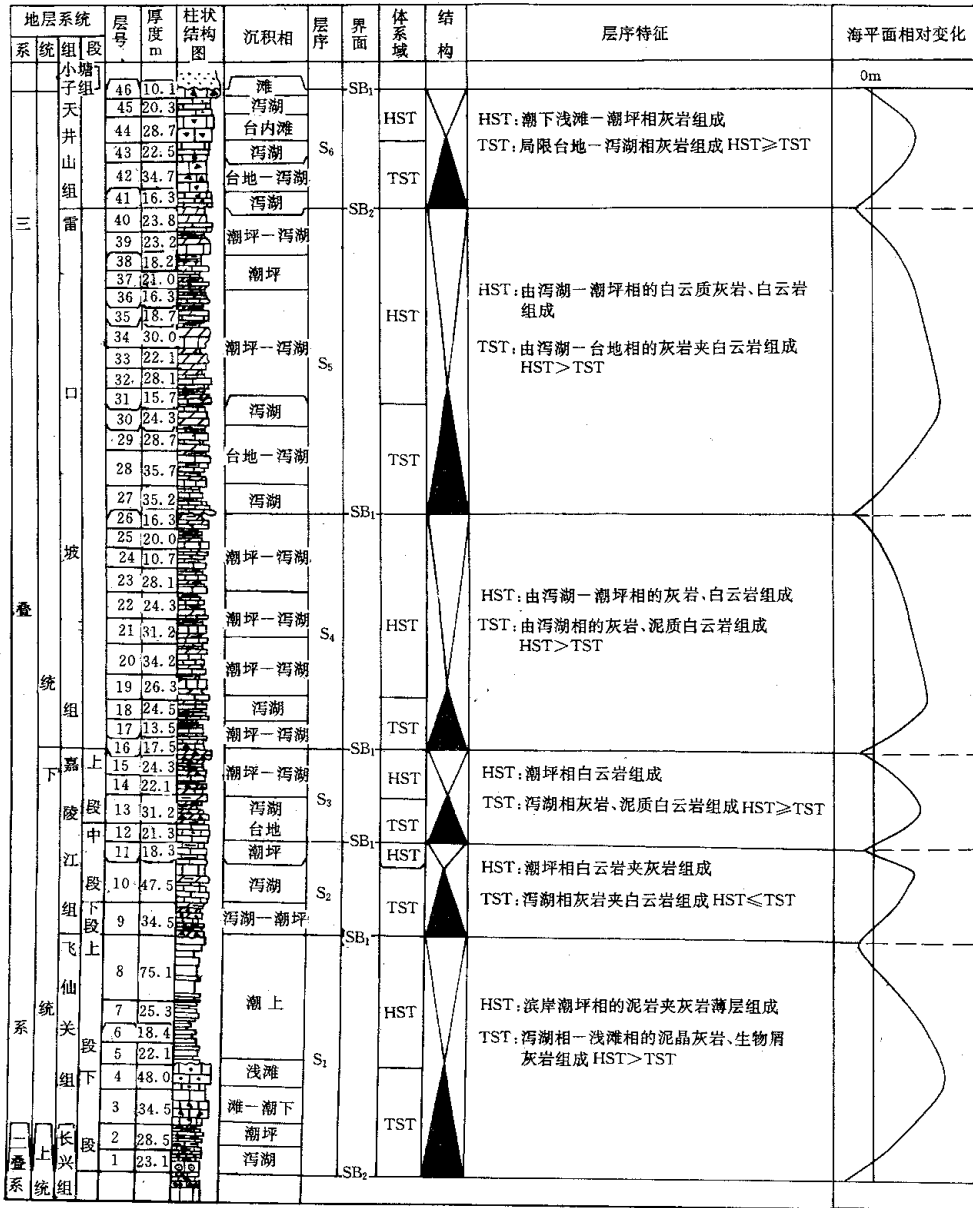 地层系统 层号 厚度m 柱状结构图 沉积相 层序 界面 体系域 结构 层序特征 海平面相对变化
系 统 组 段
小塘子组
0m
46 10.1 滩 SB₁
天井山组
45 20.3 泻湖
44 28.7 台内滩
43 22.5 泻湖
42 34.7 台地—泻湖
41 16.3 泻湖
S₆
HST
TST
HST:潮下浅滩—潮坪相灰岩组成
TST:局限台地—泻湖相灰岩组成 HST⩾TST
SB₂
三叠系
雷口坡组
40 23.8
39 23.2 潮坪—泻湖
38 18.2
37 21.0 潮坪
36 16.3
35 18.7
34 30.0 潮坪—泻湖
33 22.1
32 28.1
31 15.7
30 24.3 泻湖
29 28.7
28 35.7 台地—泻湖
27 35.2 泻湖
S₅
HST
TST
HST:由泻湖—潮坪相的白云质灰岩、白云岩
组成
TST:由泻湖—台地相的灰岩夹白云岩组成
HST>TST
SB₁
26 16.3
25 20.0
24 10.7 潮坪—泻湖
23 28.1
22 24.3
21 31.2 潮坪—泻湖
20 34.2 潮坪—泻湖
19 26.3
18 24.5 泻湖
17 13.5 潮坪—泻湖
16 17.5
S₄
HST
TST
HST:由泻湖—潮坪相的灰岩、白云岩组成
TST:由泻湖相的灰岩、泥质白云岩组成
HST>TST
统
SB₁
下统
嘉陵江组
上段
中段
下段
15 24.3 潮坪—泻湖
14 22.1
13 31.2 泻湖
12 21.3 台地
S₃
HST
TST
HST:潮坪相白云岩组成
TST:泻湖相灰岩、泥质白云岩组成 HST⩾TST
SB₁
11 18.3 潮坪
10 47.5 泻湖
9 34.5 泻湖—潮坪
S₂
HST
TST
HST:潮坪相白云岩夹灰岩组成
TST:泻湖相灰岩夹白云岩组成 HST⩽TST
SB₁
飞仙关组
上段
下段
8 75.1
7 25.3 潮上
6 18.4
5 22.1
4 48.0 浅滩
3 34.5 滩—潮下
2 28.5 潮坪
1 23.1 泻湖
S₁
HST
TST
HST:滨岸潮坪相的泥岩夹灰岩薄层组成
TST:泻湖相—浅滩相的泥晶灰岩、生物屑
灰岩组成 HST>TST
SB₂
二叠系 上统 长兴组